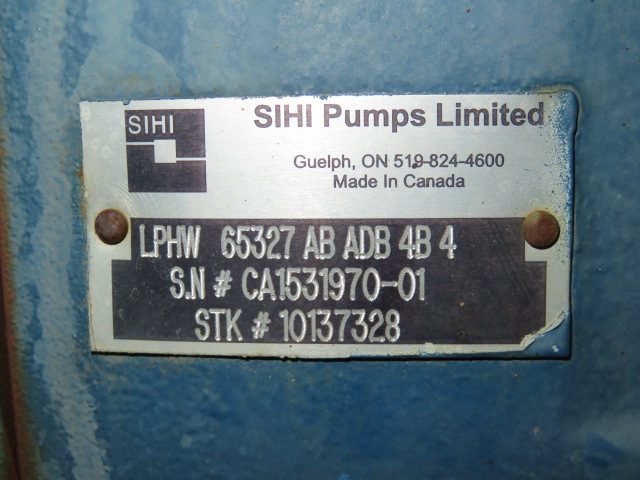 SIHI
SIHI Pumps Limited
Guelph, ON 519-824-4600
Made In Canada
LPHW 65327 AB ADB 4B 4
S.N # CA1531970-01
STK # 10137328